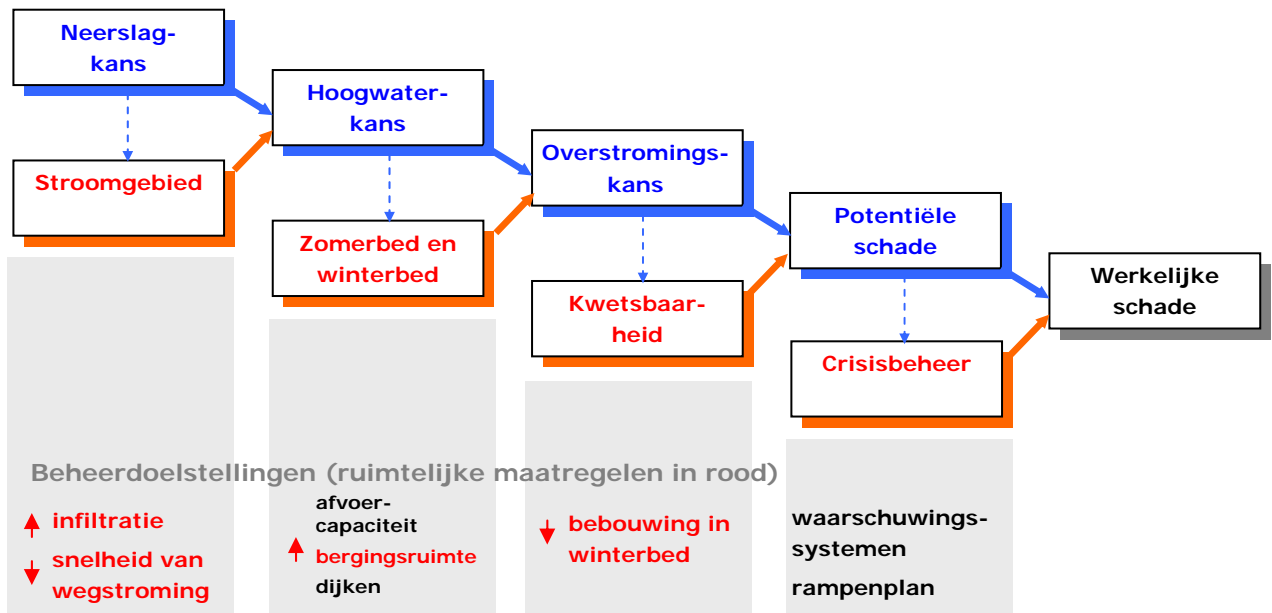 Neerslag-
kans
Hoogwater-
kans
Overstromings-
kans
Potentiële
schade
Werkelijke
schade
Stroomgebied
Zomerbed en
winterbed
Kwetsbaar-
heid
Crisisbeheer
Beheerdoelstellingen (ruimtelijke maatregelen in rood)
infiltratie
snelheid van
wegstroming
afvoer-
capaciteit
bergingsruimte
dijken
bebouwing in
winterbed
waarschuwings-
systemen
rampenplan